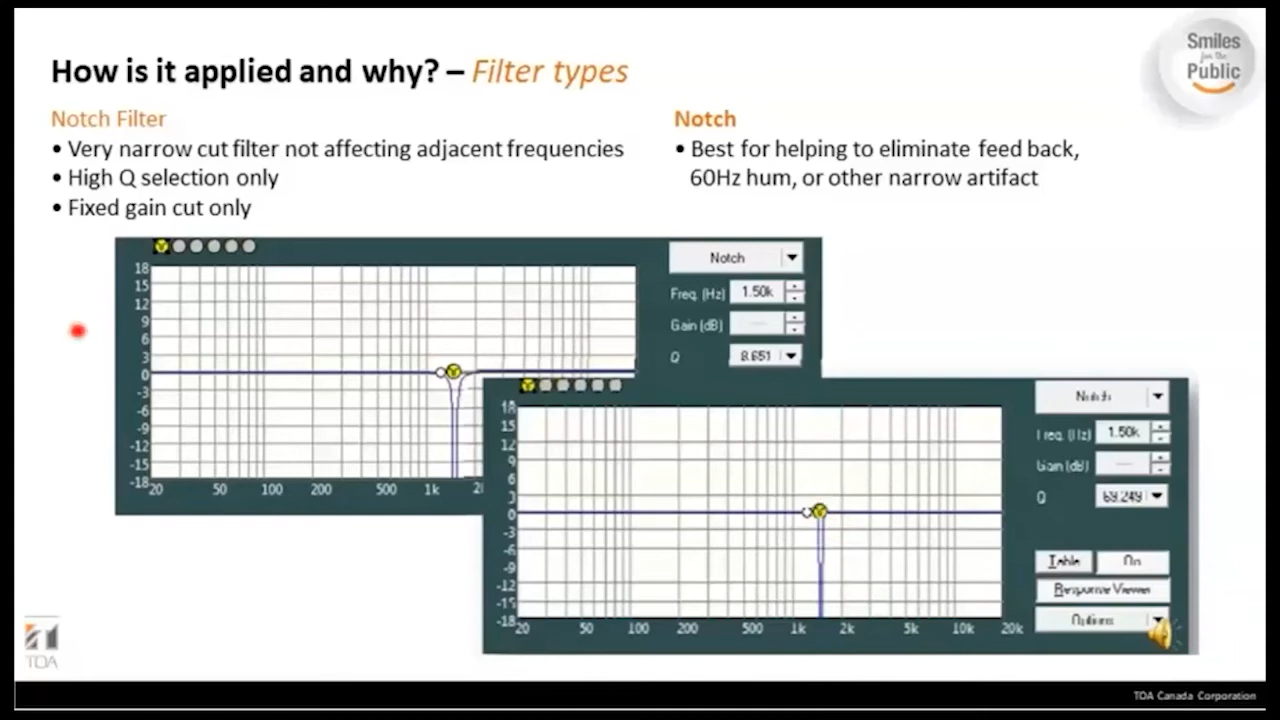 How is it applied and why? – Filter types
Smiles
for the
Public
Notch Filter
• Very narrow cut filter not affecting adjacent frequencies
• High Q selection only
• Fixed gain cut only
Notch
• Best for helping to eliminate feed back,
60Hz hum, or other narrow artifact
18
15
12
9
6
3
0
-3
-6
-9
-12
-15
-18
20 50 100 200 500 1k
Notch
Freq. (Hz) 1.50k
Gain (dB) ----
Q 8.651
18
15
12
9
6
3
0
-3
-6
-9
-12
-15
-18
20 50 100 200 500 1k 2k 5k 10k 20k
Notch
Freq. (Hz) 1.50k
Gain (dB) ----
Q 69.249
Table On
Response Viewer
Options
TOA
TOA Canada Corporation